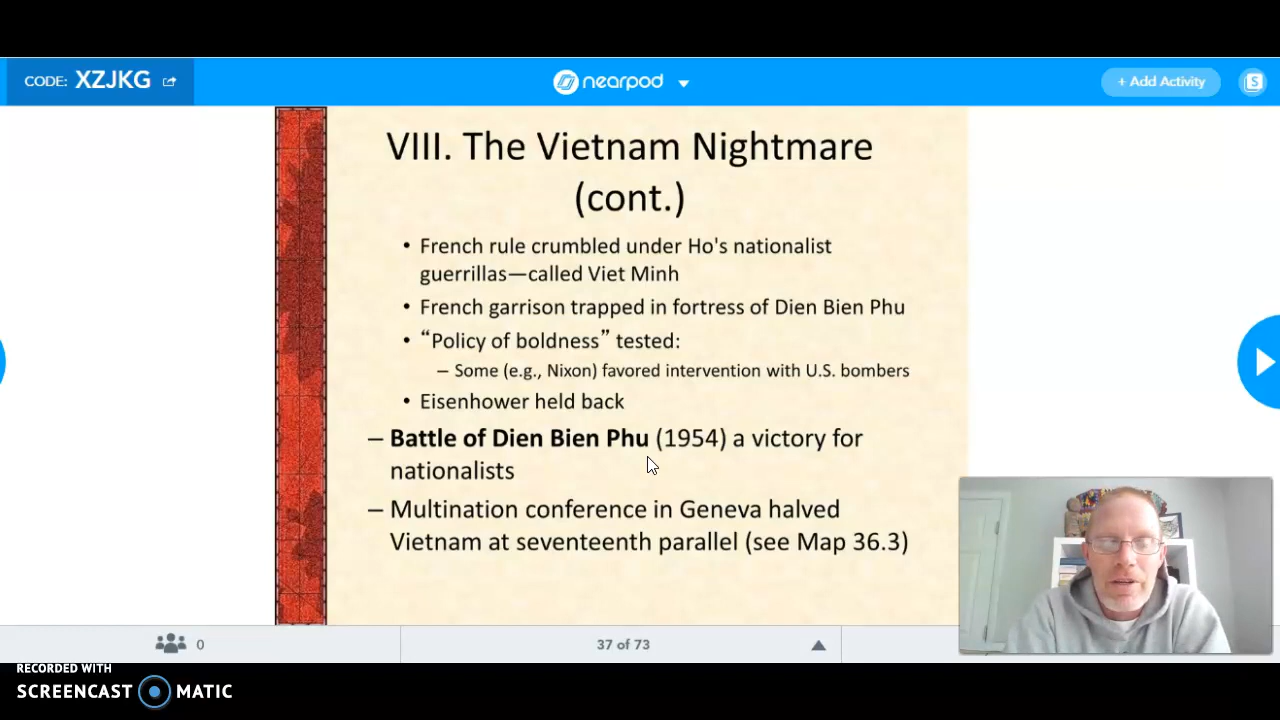 CODE: XZJKG
nearpod
+ Add Activity
S
VIII. The Vietnam Nightmare
(cont.)
• French rule crumbled under Ho's nationalist
guerrillas—called Viet Minh
• French garrison trapped in fortress of Dien Bien Phu
• “Policy of boldness” tested:
– Some (e.g., Nixon) favored intervention with U.S. bombers
• Eisenhower held back
– Battle of Dien Bien Phu (1954) a victory for
nationalists
– Multination conference in Geneva halved
Vietnam at seventeenth parallel (see Map 36.3)
0
37 of 73
RECORDED WITH
SCREENCAST MATIC